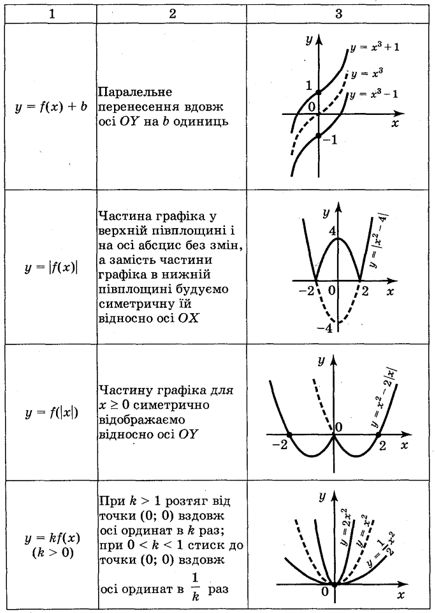 1 2 3
y = f(x) + b
Паралельне
перенесення вздовж
осі OY на b одиниць
y
y = x³ + 1
y = x³
y = x³ − 1
1
0
−1
x
y = |f(x)|
Частина графіка у
верхній півплощині і
на осі абсцис без змін,
а замість частини
графіка в нижній
півплощині будуємо
симетричну їй
відносно осі OX
y
4
y = |x² − 4|
−2 0 2 x
−4
y = f(|x|)
Частину графіка для
x ≥ 0 симетрично
відображаємо
відносно осі OY
y
y = x² − 2|x|
0
−2 2 x
y = kf(x)
(k > 0)
При k > 1 розтяг від
точки (0; 0) вздовж
осі ординат в k раз;
при 0 < k < 1 стиск до
точки (0; 0) вздовж
осі ординат в 1/k раз
y
y = 2x²
y = x²
y = 1/2 x²
0 x